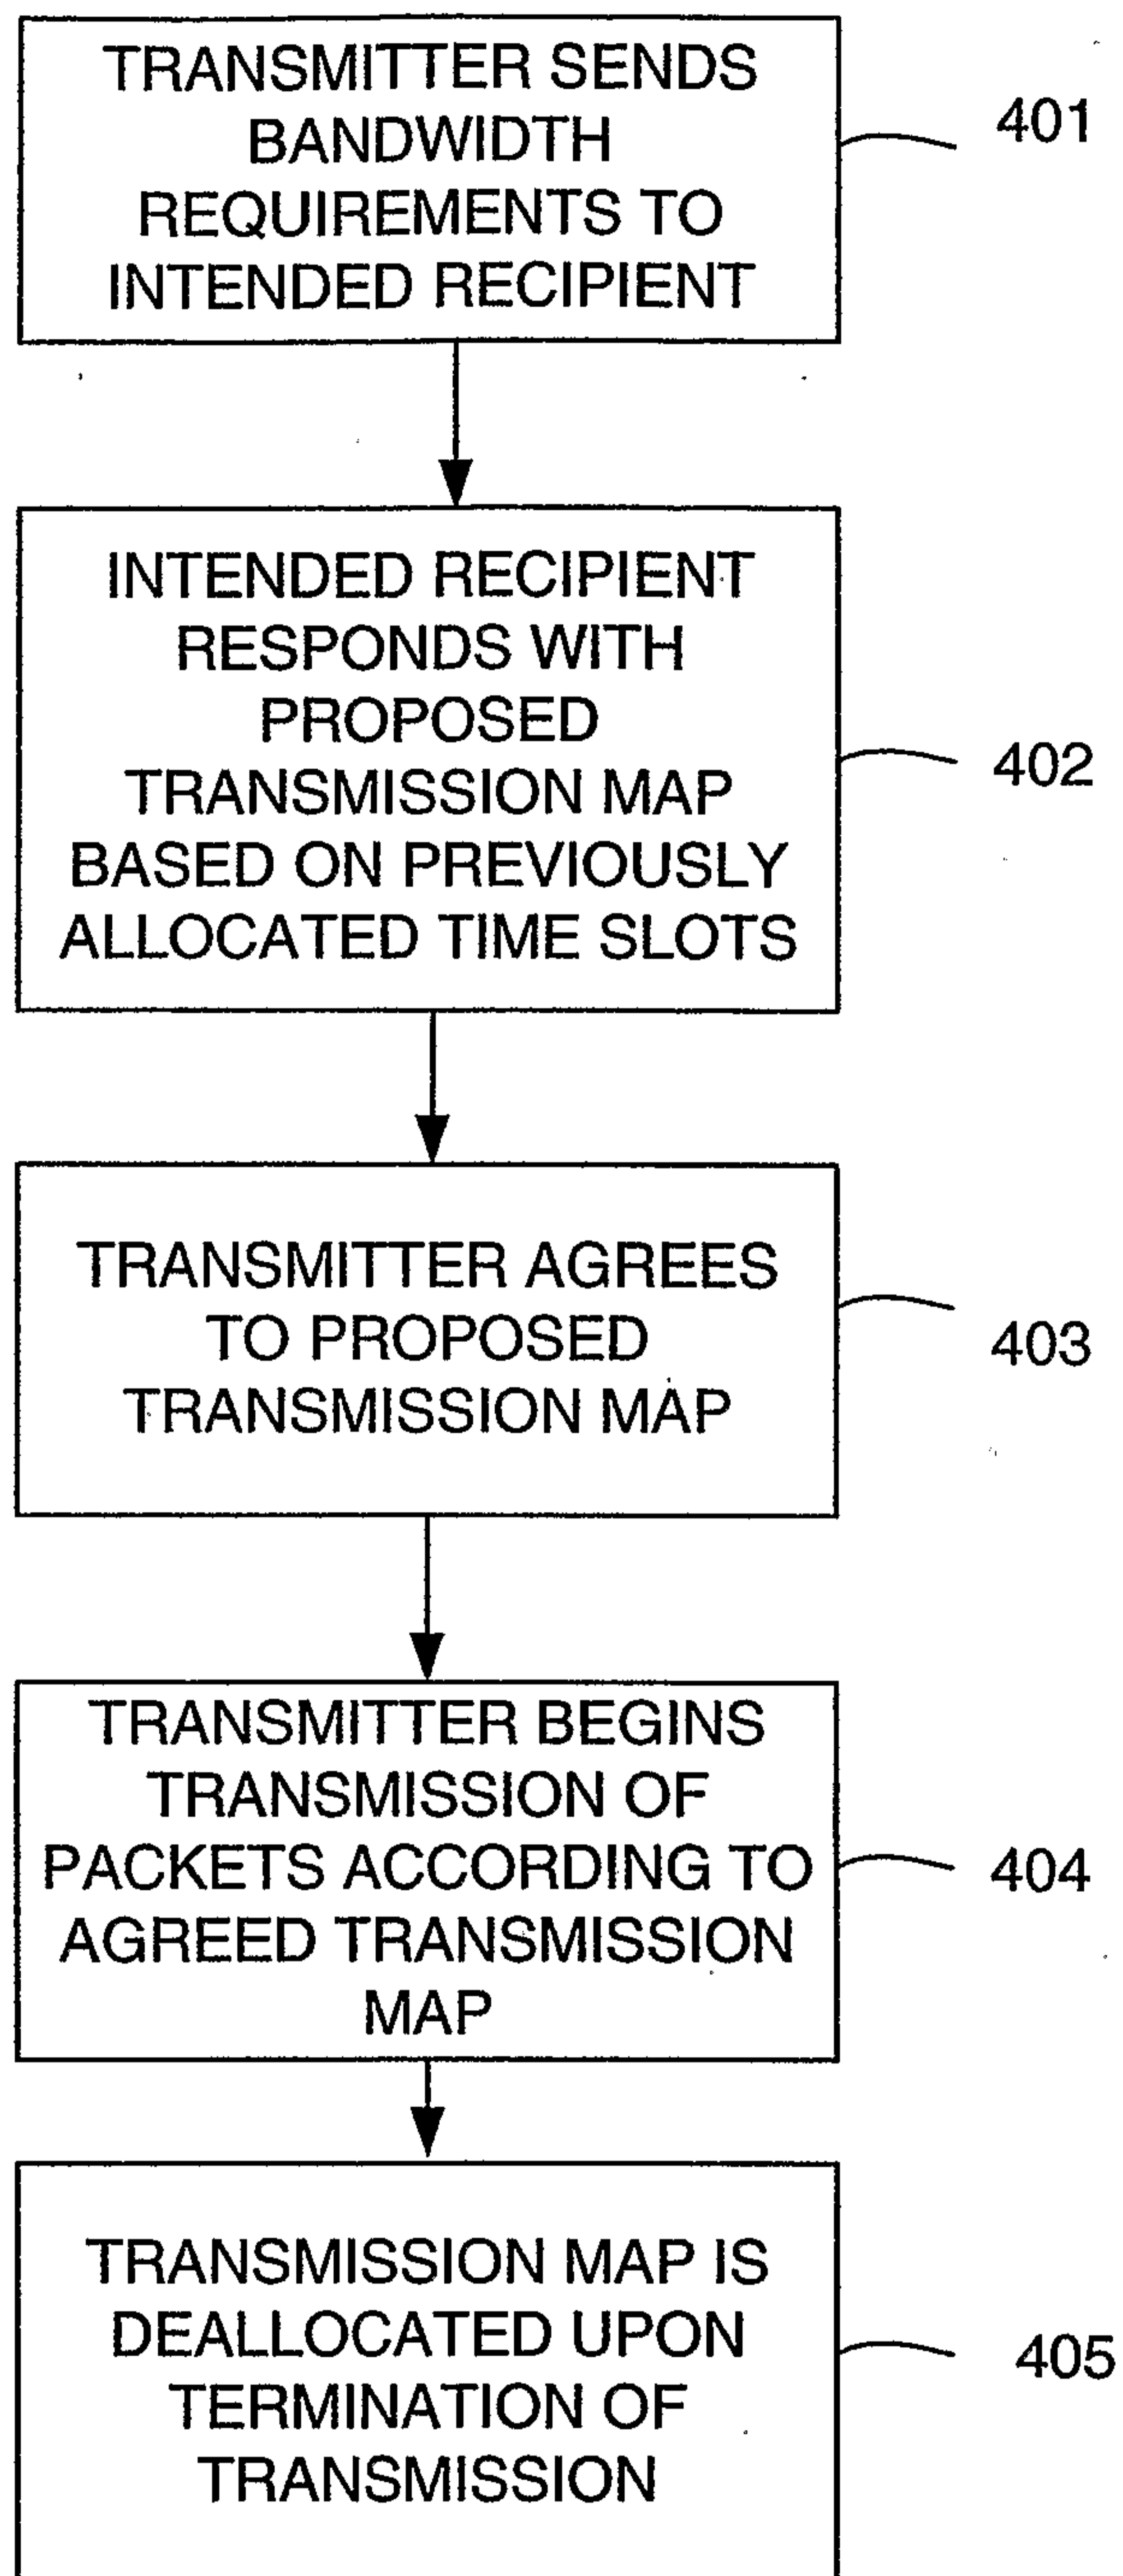 TRANSMITTER SENDS
BANDWIDTH
REQUIREMENTS TO
INTENDED RECIPIENT
401
INTENDED RECIPIENT
RESPONDS WITH
PROPOSED
TRANSMISSION MAP
BASED ON PREVIOUSLY
ALLOCATED TIME SLOTS
402
TRANSMITTER AGREES
TO PROPOSED
TRANSMISSION MAP
403
TRANSMITTER BEGINS
TRANSMISSION OF
PACKETS ACCORDING TO
AGREED TRANSMISSION
MAP
404
TRANSMISSION MAP IS
DEALLOCATED UPON
TERMINATION OF
TRANSMISSION
405